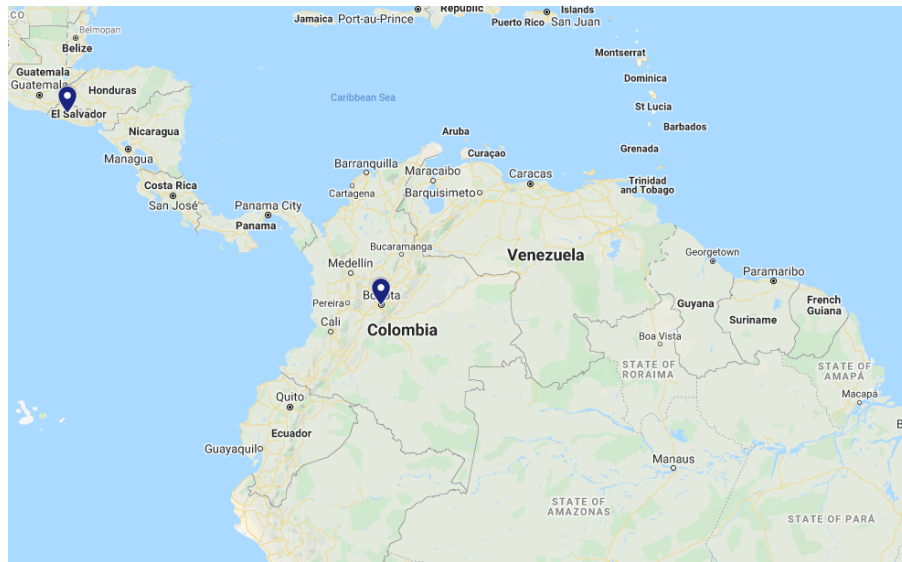 CO
Belmopan
Belize
Guatemala
Guatemala
Honduras
El Salvador
Nicaragua
Managua
Costa Rica
San José
Panama City
Panama
Jamaica
Port-au-Prince
Republic
Puerto Rico
Islands
San Juan
Montserrat
Dominica
St Lucia
Barbados
Grenada
Trinidad
and Tobago
Caribbean Sea
Aruba
Curaçao
Barranquilla
Cartagena
Maracaibo
Barquisimeto
Caracas
Bucaramanga
Medellín
Venezuela
Georgetown
Paramaribo
Pereira
Cali
Colombia
Guyana
Suriname
French
Guiana
Boa Vista
STATE OF
RORAIMA
STATE OF
AMAPÁ
Macapá
Quito
Ecuador
Guayaquil
Manaus
STATE OF
AMAZONAS
STATE OF PARÁ